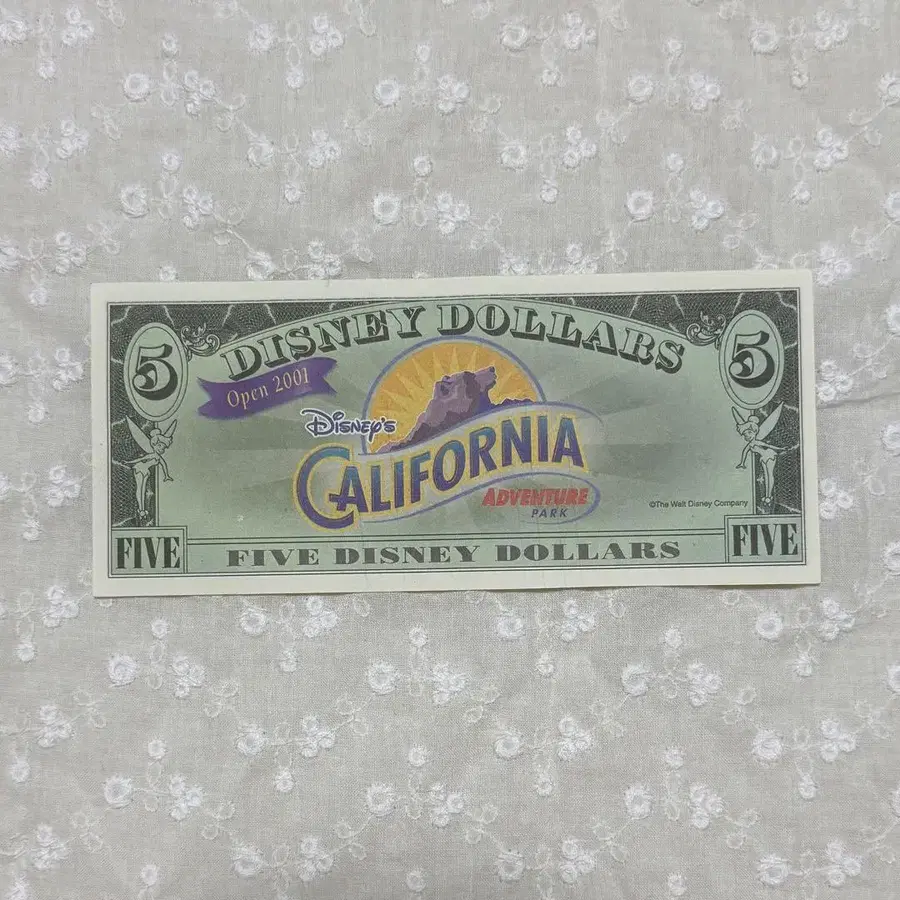 DISNEY DOLLARS
5
5
Open 2001
DISNEY'S
CALIFORNIA
ADVENTURE
PARK
©The Walt Disney Company
FIVE
FIVE DISNEY DOLLARS
FIVE